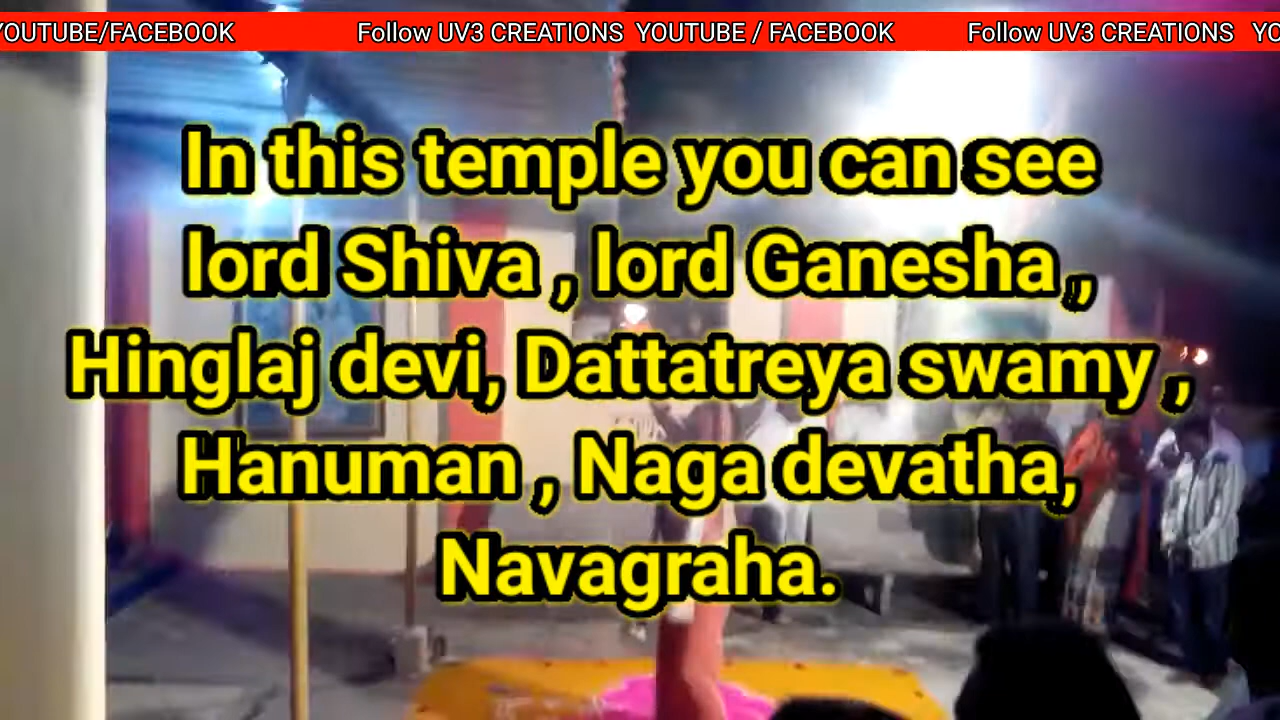 YOUTUBE/FACEBOOK Follow UV3 CREATIONS YOUTUBE / FACEBOOK Follow UV3 CREATIONS
In this temple you can see
lord Shiva , lord Ganesha ,
Hinglaj devi, Dattatreya swamy ,
Hanuman , Naga devatha,
Navagraha.